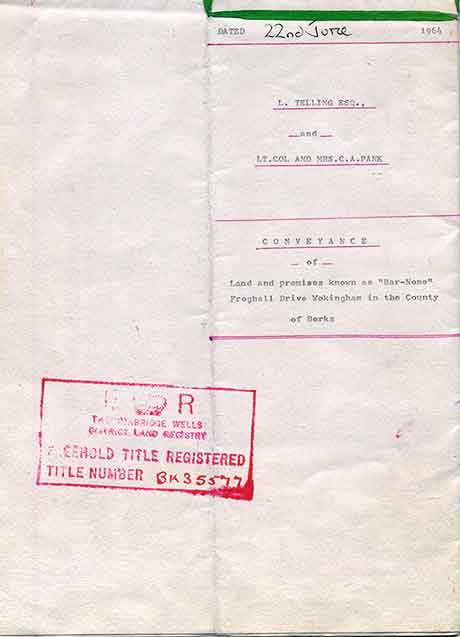 DATED 22nd June 1964
L. TELLING ESQ.,
and
LT.COL AND MRS.C.A.PANK
CONVEYANCE
of
Land and premises known as "Bar-None"
Froghall Drive Wokingham in the County
of Berks
R
WELLS
DISTRICT LAND REGISTRY
FREEHOLD TITLE REGISTERED
TITLE NUMBER BK35577